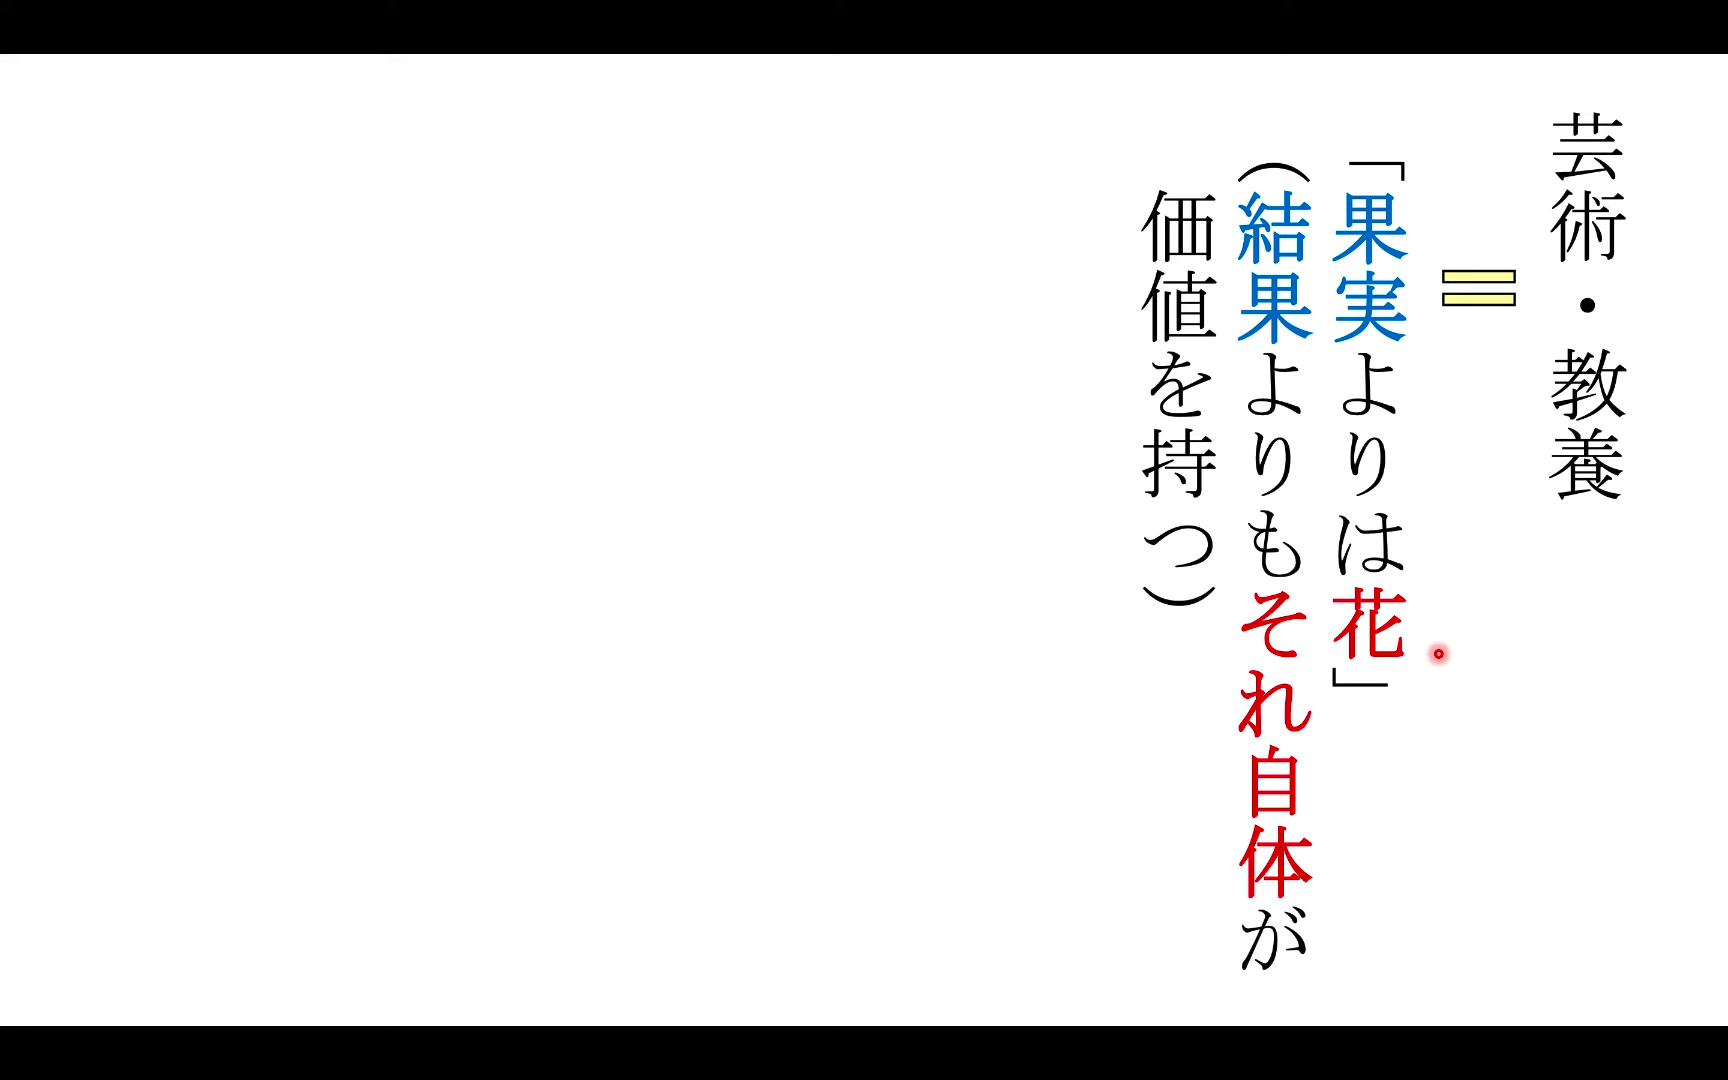 芸術・教養
＝
「果実よりは花」
（結果よりもそれ自体が
価値を持つ）